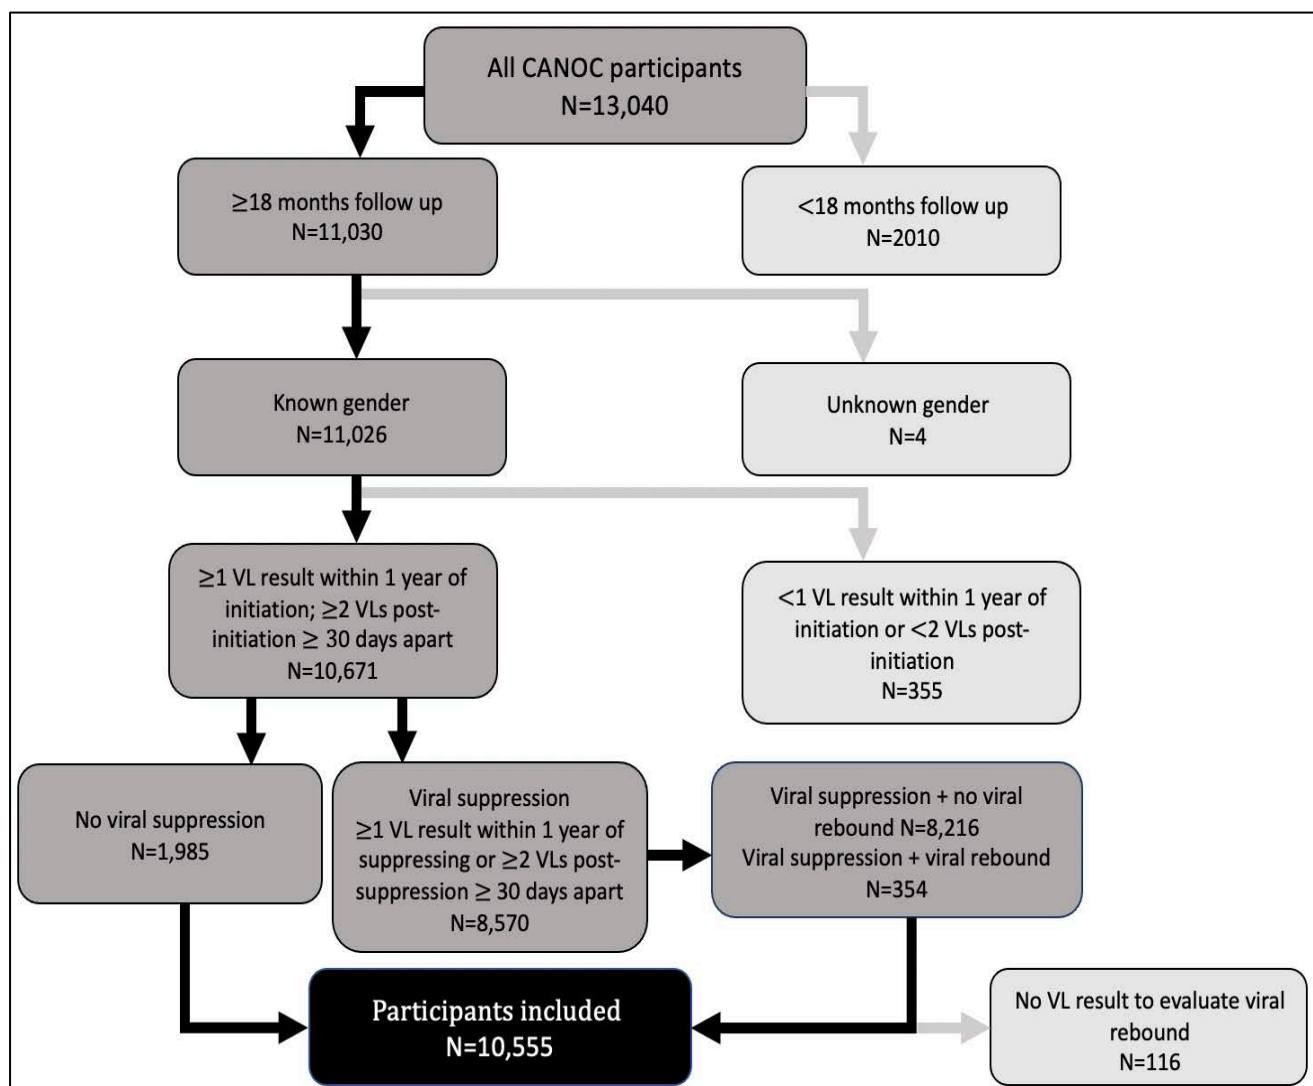 All CANOC participants
N=13,040
≥18 months follow up
N=11,030
<18 months follow up
N=2010
Known gender
N=11,026
Unknown gender
N=4
≥1 VL result within 1 year of
initiation; ≥2 VLs post-
initiation ≥ 30 days apart
N=10,671
<1 VL result within 1 year of
initiation or <2 VLs post-
initiation
N=355
No viral suppression
N=1,985
Viral suppression
≥1 VL result within 1 year of
suppressing or ≥2 VLs post-
suppression ≥ 30 days apart
N=8,570
Viral suppression + no viral
rebound N=8,216
Viral suppression + viral rebound
N=354
Participants included
N=10,555
No VL result to evaluate viral
rebound
N=116